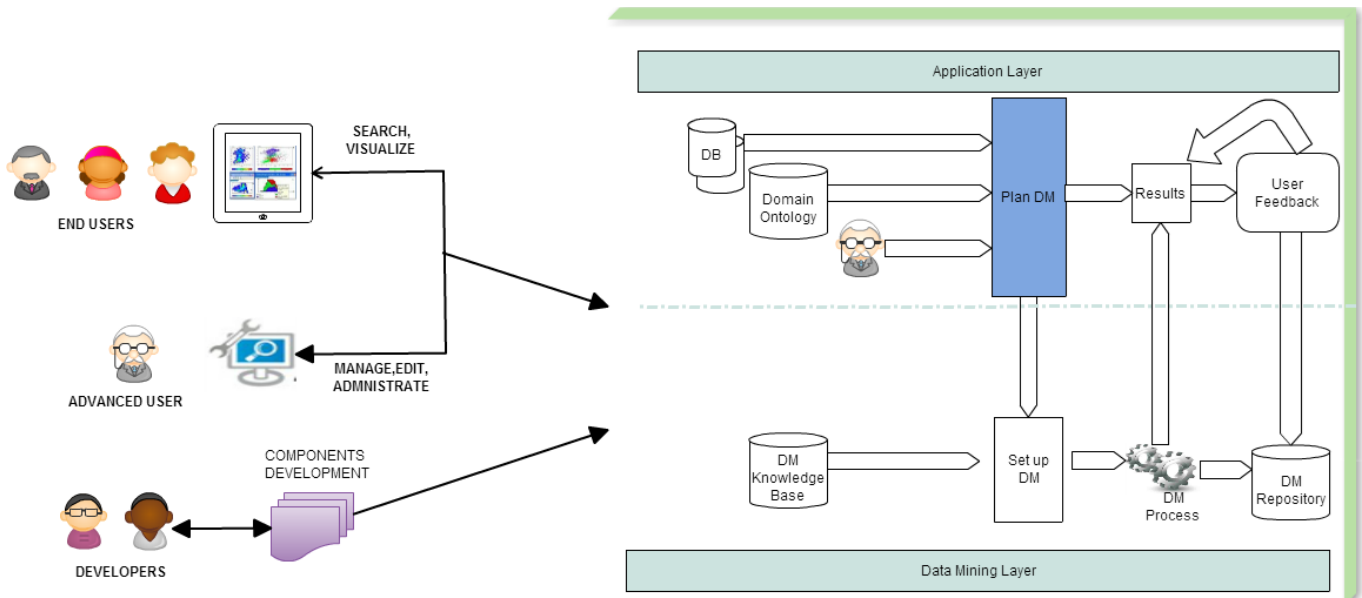 Application Layer
SEARCH,
VISUALIZE
END USERS
DB
Domain
Ontology
Plan DM
Results
User
Feedback
MANAGE,EDIT,
ADMNISTRATE
ADVANCED USER
COMPONENTS
DEVELOPMENT
DEVELOPERS
DM
Knowledge
Base
Set up
DM
DM
Process
DM
Repository
Data Mining Layer